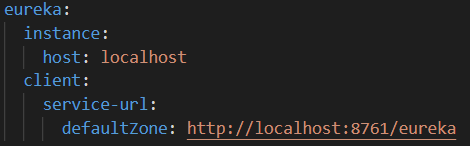 eureka:
  instance:
    host: localhost
  client:
    service-url:
      defaultZone: http://localhost:8761/eureka